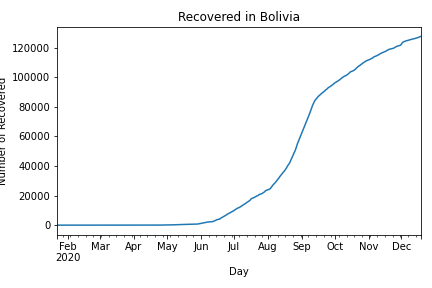 Recovered in Bolivia
120000
100000
80000
60000
40000
20000
0
Number of Recovered
Feb Mar Apr May Jun Jul Aug Sep Oct Nov Dec
2020
Day